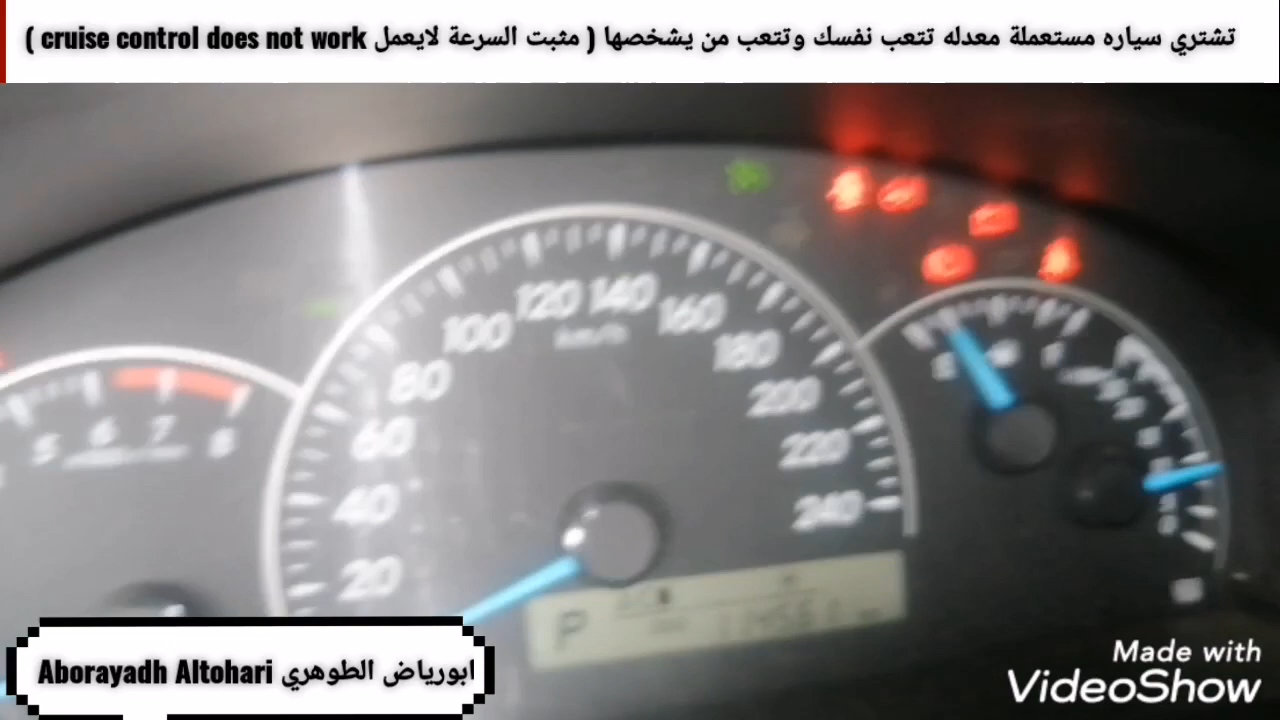 تشتري سياره مستعملة معدله تتعب نفسك وتتعب من يشخصها ( مثبت السرعة لايعمل cruise control does not work )
120 140
100 160
80 180
200
60 220
40 240
20
5 6 7 8
P
Aborayadh Altohari ابورياض الطوهري
Made with
VideoShow